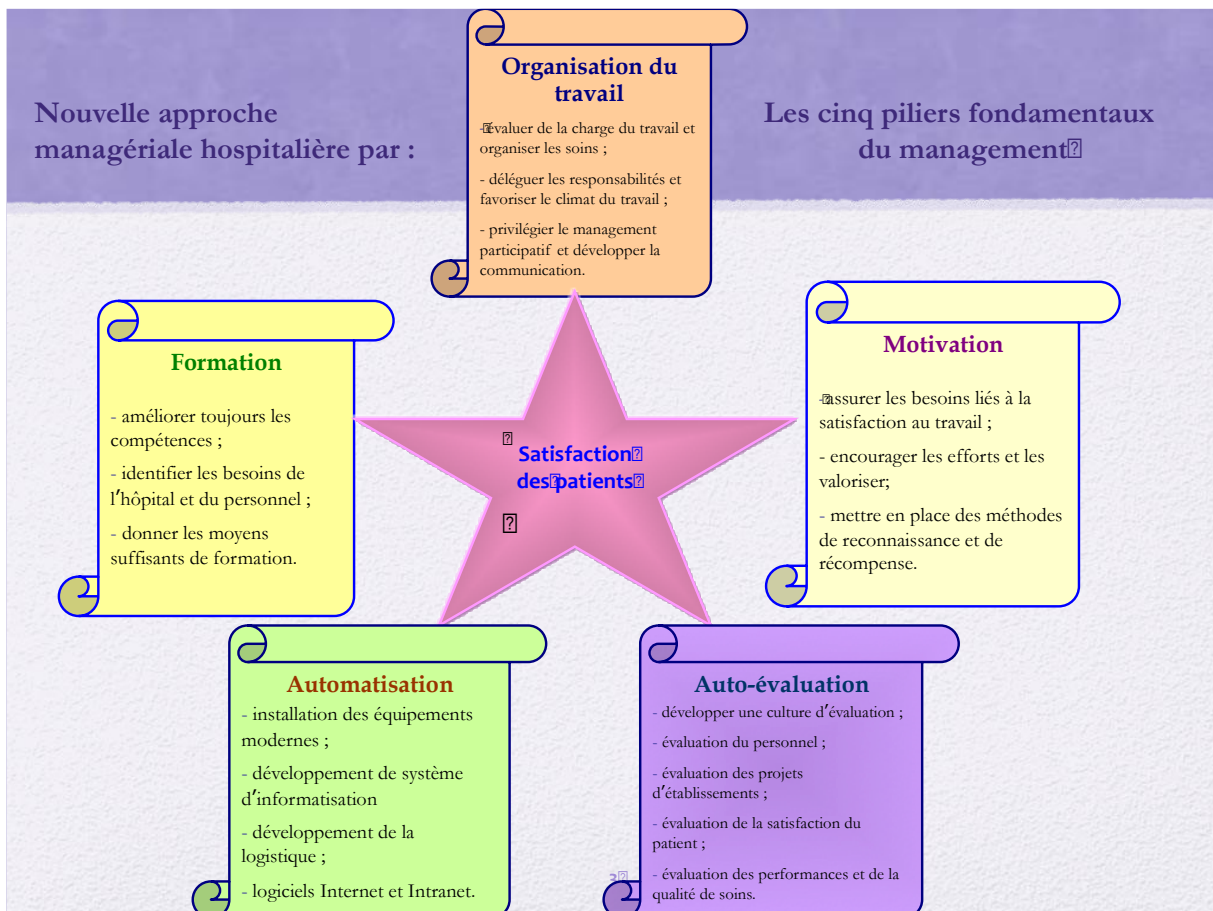 Nouvelle approche
managériale hospitalière par :
Les cinq piliers fondamentaux
du management
Organisation du
travail
-évaluer de la charge du travail et
organiser les soins ;
- déléguer les responsabilités et
favoriser le climat du travail ;
- privilégier le management
participatif et développer la
communication.
Formation
- améliorer toujours les
compétences ;
- identifier les besoins de
l'hôpital et du personnel ;
- donner les moyens
suffisants de formation.
Satisfaction
des patients
Motivation
-assurer les besoins liés à la
satisfaction au travail ;
- encourager les efforts et les
valoriser;
- mettre en place des méthodes
de reconnaissance et de
récompense.
Automatisation
- installation des équipements
modernes ;
- développement de système
d'informatisation
- développement de la
logistique ;
- logiciels Internet et Intranet.
Auto-évaluation
- développer une culture d'évaluation ;
- évaluation du personnel ;
- évaluation des projets
d'établissements ;
- évaluation de la satisfaction du
patient ;
- évaluation des performances et de la
qualité de soins.
3